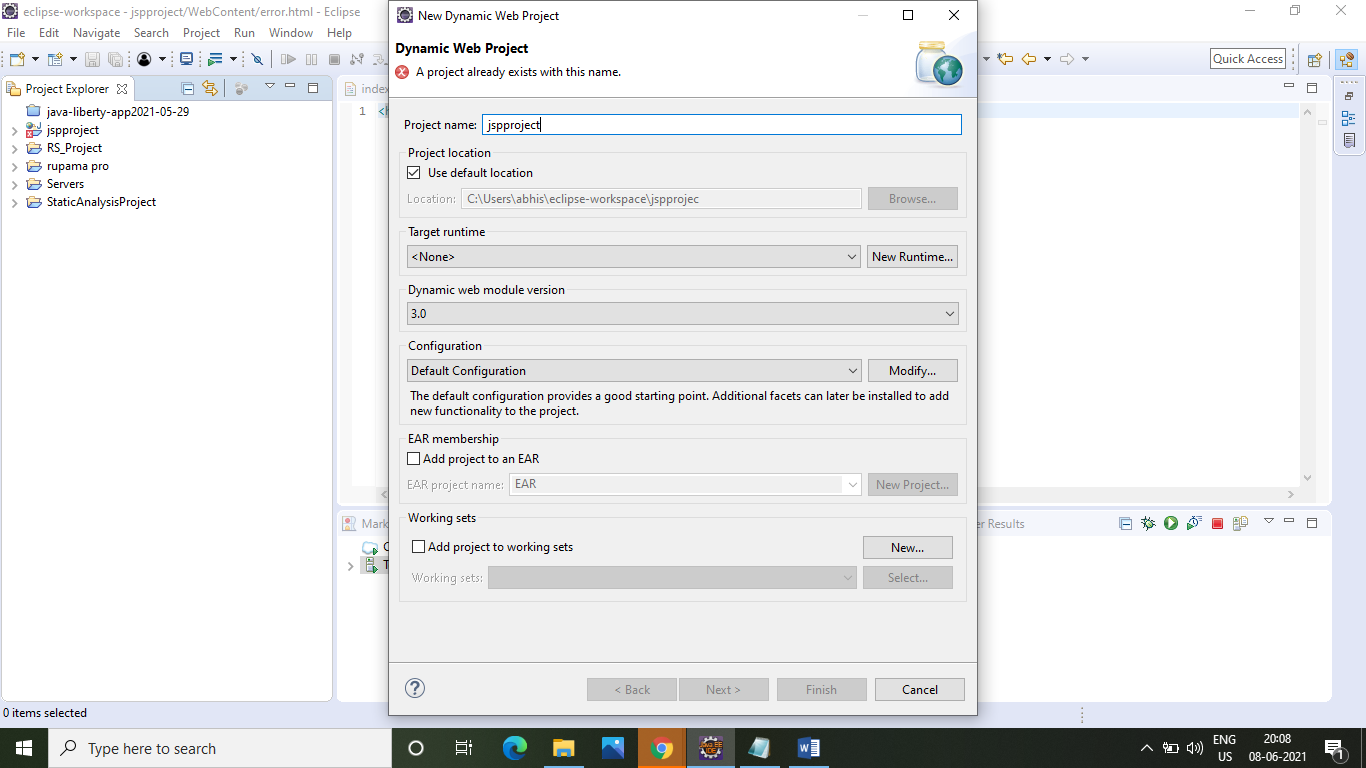 eclipse-workspace - jspproject/WebContent/error.html - Eclipse
File Edit Navigate Search Project Run Window Help
Quick Access
Project Explorer
java-liberty-app2021-05-29
jspproject
RS_Project
rupama pro
Servers
StaticAnalysisProject
0 items selected
index
1 <h
Mark
er Results
New Dynamic Web Project
Dynamic Web Project
A project already exists with this name.
Project name: jspproject
Project location
Use default location
Location: C:\Users\abhis\eclipse-workspace\jspprojec Browse...
Target runtime
<None> New Runtime...
Dynamic web module version
3.0
Configuration
Default Configuration Modify...
The default configuration provides a good starting point. Additional facets can later be installed to add
new functionality to the project.
EAR membership
Add project to an EAR
EAR project name: EAR New Project...
Working sets
Add project to working sets New...
Working sets: Select...
< Back Next > Finish Cancel
Type here to search
ENG 20:08
US 08-06-2021 1